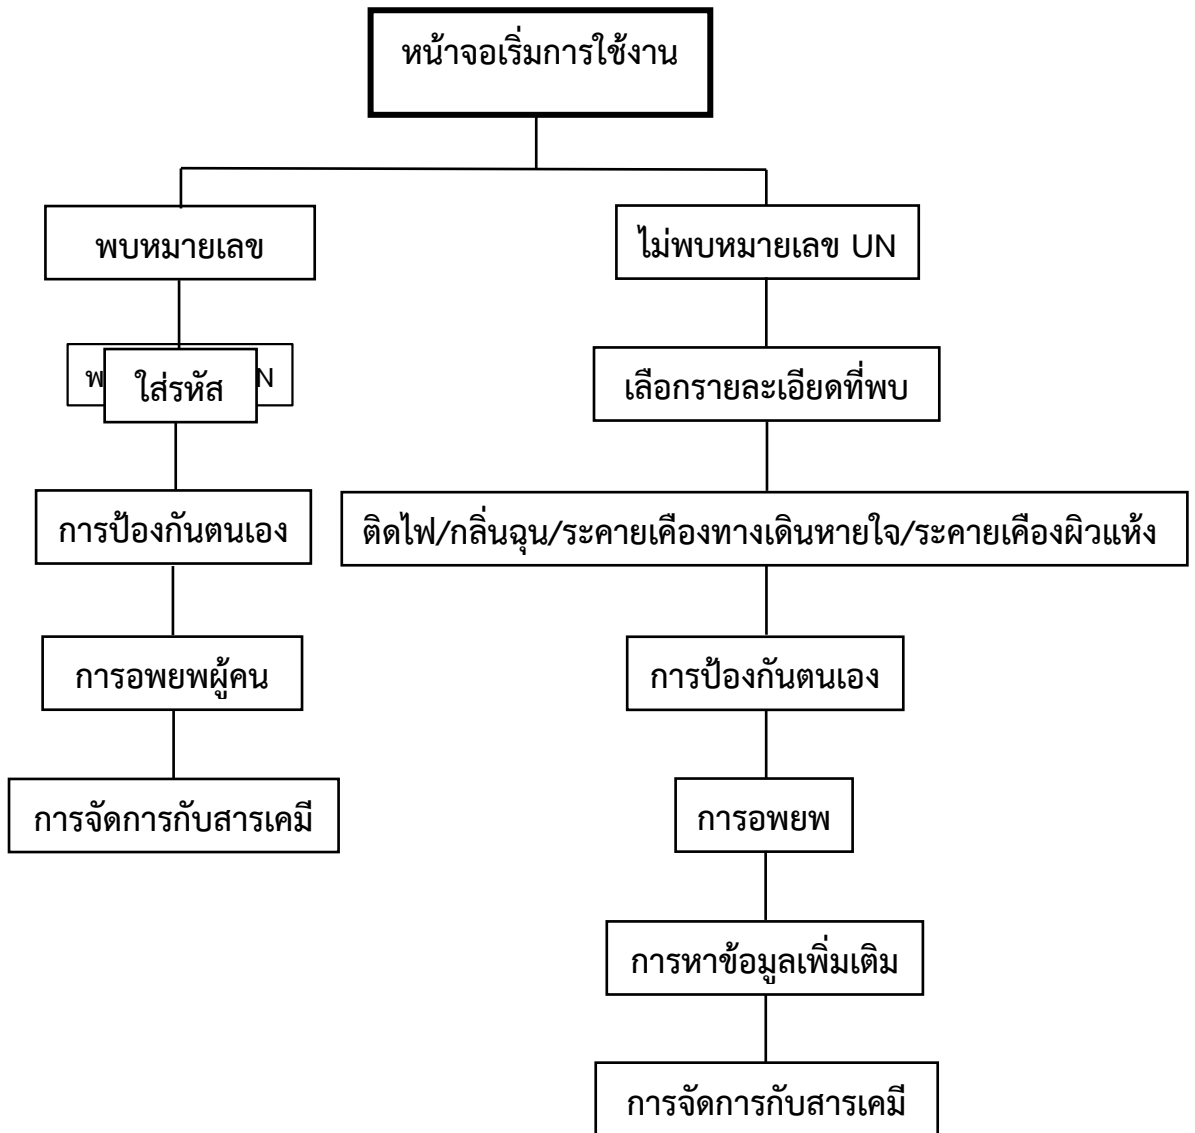 หน้าจอเริ่มการใช้งาน
พบหมายเลข
ไม่พบหมายเลข UN
ใส่รหัส
เลือกรายละเอียดที่พบ
การป้องกันตนเอง
ติดไฟ/กลิ่นฉุน/ระคายเคืองทางเดินหายใจ/ระคายเคืองผิวแห้ง
การอพยพผู้คน
การป้องกันตนเอง
การจัดการกับสารเคมี
การอพยพ
การหาข้อมูลเพิ่มเติม
การจัดการกับสารเคมี